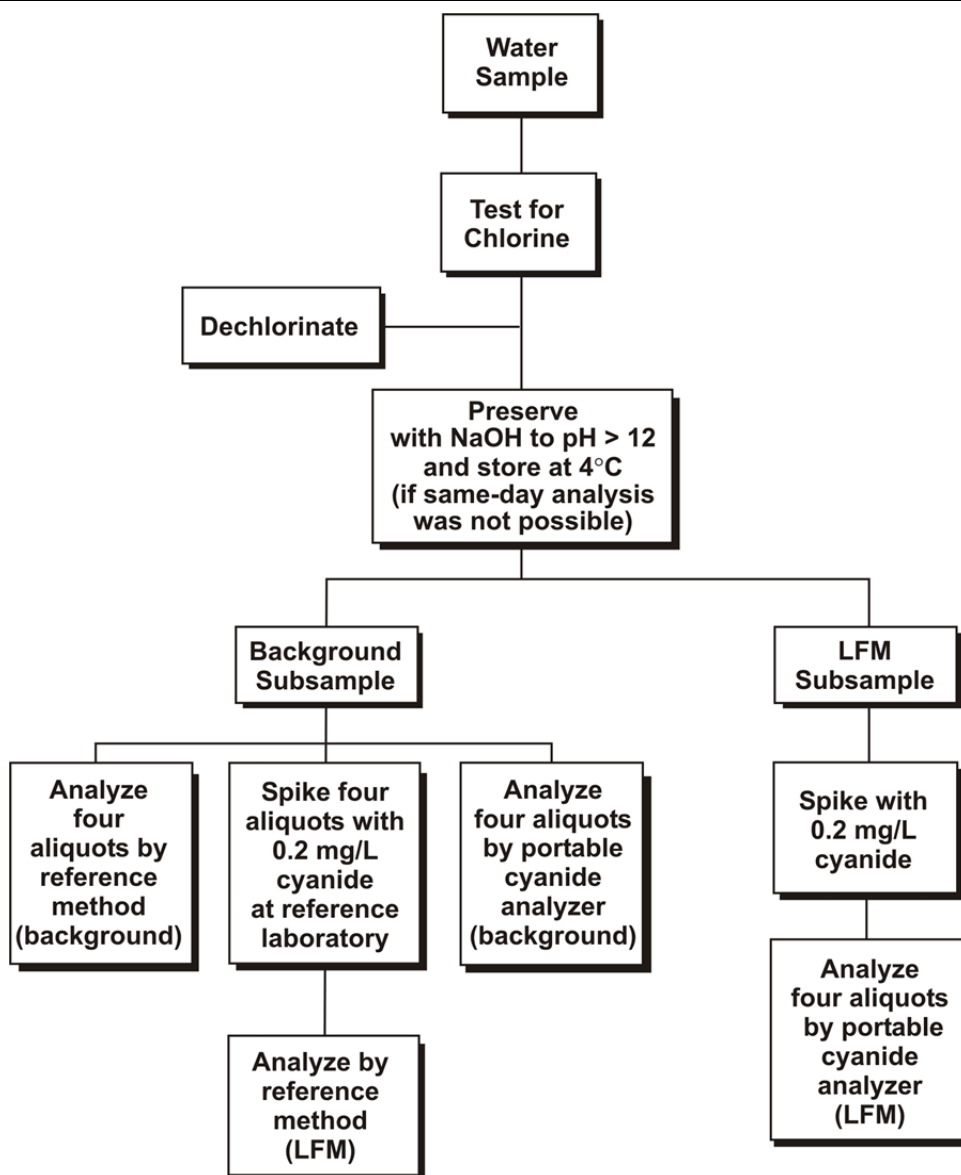 Water
Sample
Test for
Chlorine
Dechlorinate
Preserve
with NaOH to pH > 12
and store at 4°C
(if same-day analysis
was not possible)
Background
Subsample
LFM
Subsample
Analyze
four
aliquots by
reference
method
(background)
Spike four
aliquots with
0.2 mg/L
cyanide
at reference
laboratory
Analyze
four aliquots
by portable
cyanide
analyzer
(background)
Spike with
0.2 mg/L
cyanide
Analyze by
reference
method
(LFM)
Analyze
four aliquots
by portable
cyanide
analyzer
(LFM)